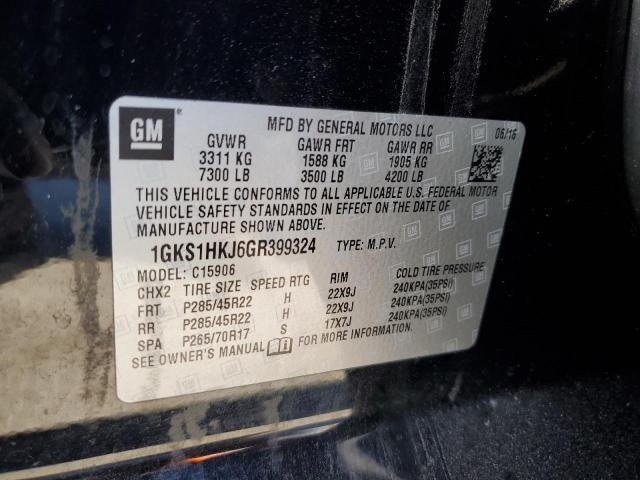 GM
MFD BY GENERAL MOTORS LLC 06/16
GVWR GAWR FRT GAWR RR
3311 KG 1588 KG 1905 KG
7300 LB 3500 LB 4200 LB
THIS VEHICLE CONFORMS TO ALL APPLICABLE U.S. FEDERAL MOTOR
VEHICLE SAFETY STANDARDS IN EFFECT ON THE DATE OF
MANUFACTURE SHOWN ABOVE.
1GKS1HKJ6GR399324 TYPE: M.P.V.
MODEL: C15906
CHX2 TIRE SIZE SPEED RTG RIM COLD TIRE PRESSURE
FRT P285/45R22 H 22X9J 240KPA(35PSI)
RR P285/45R22 H 22X9J 240KPA(35PSI)
SPA P265/70R17 S 17X7J 240KPA(35PSI)
SEE OWNER'S MANUAL FOR MORE INFORMATION.